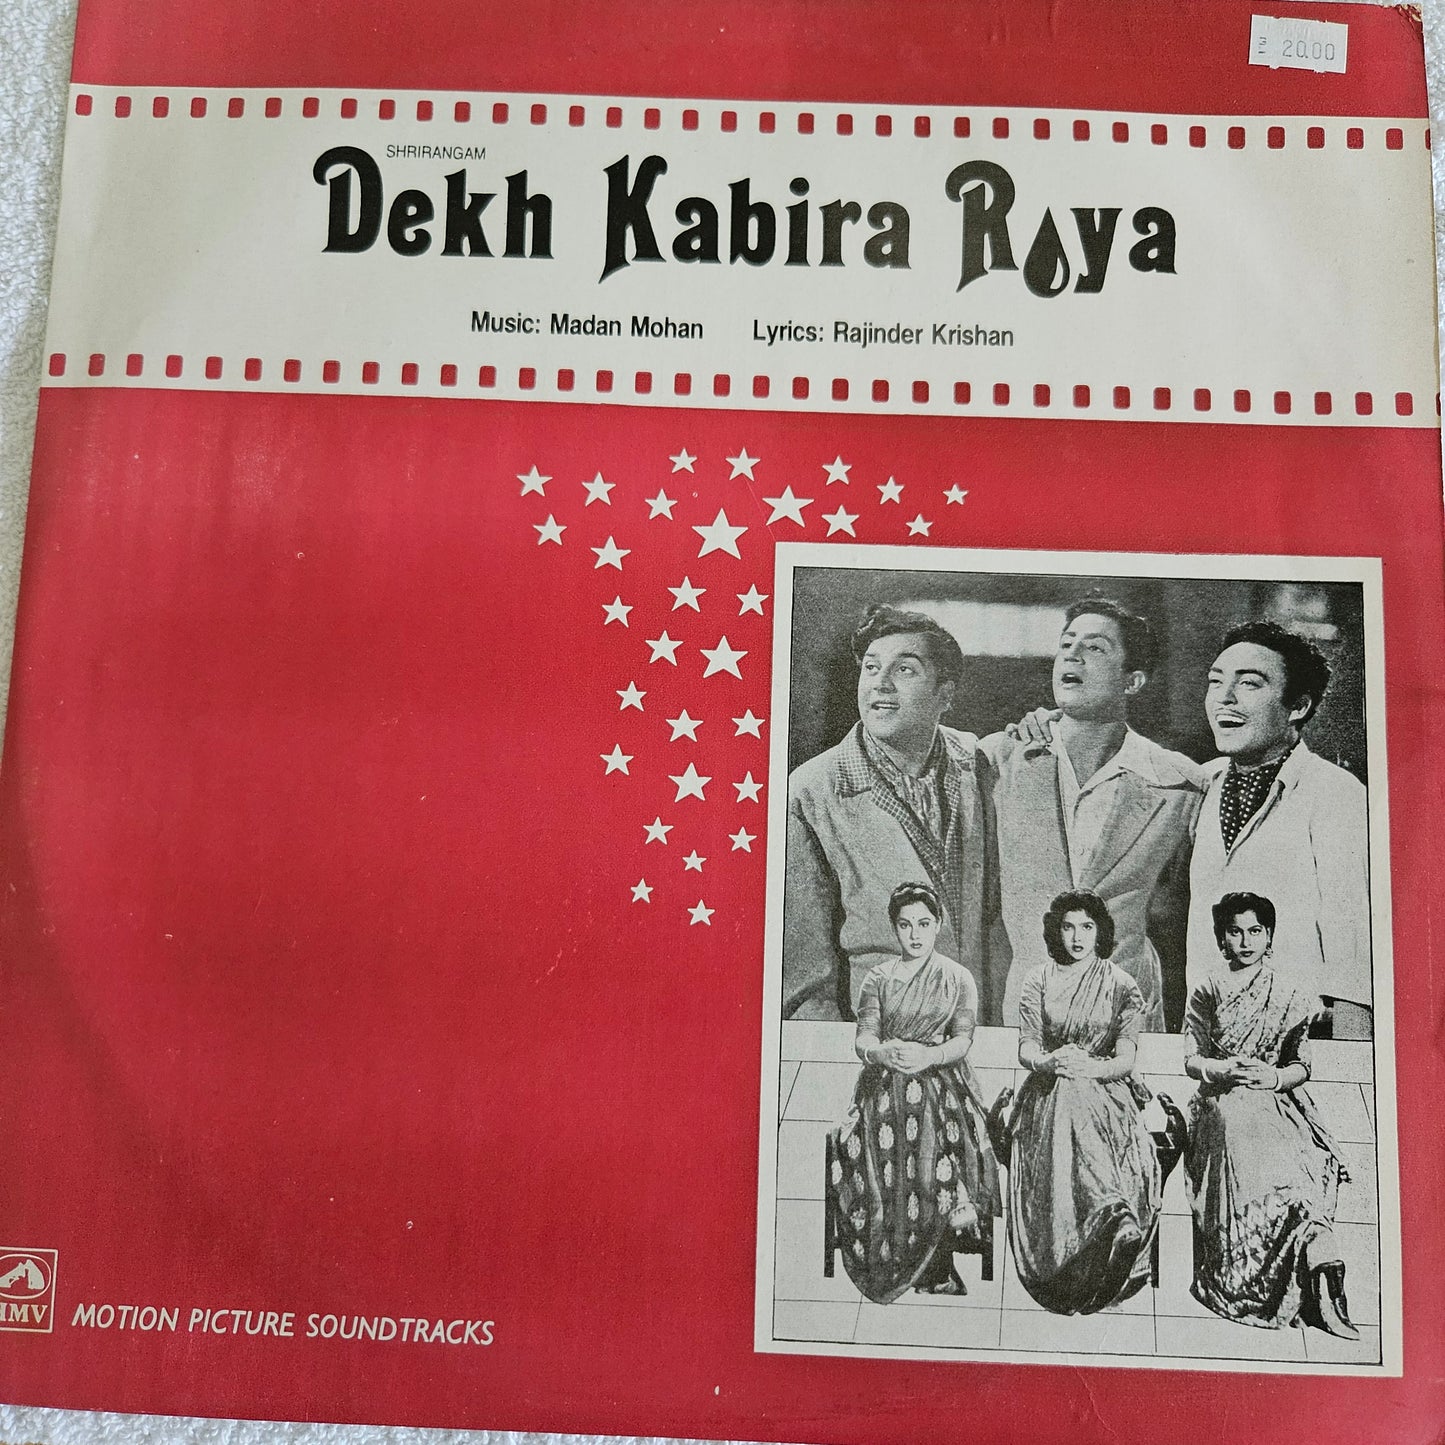 20.00
SHRIRANGAM
Dekh Kabira Roya
Music: Madan Mohan Lyrics: Rajinder Krishan
HMV
MOTION PICTURE SOUNDTRACKS